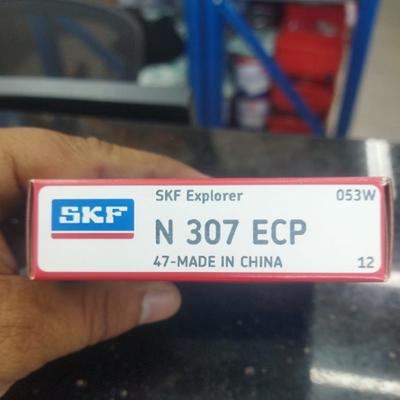 SKF Explorer 053W
SKF
N 307 ECP
47-MADE IN CHINA 12